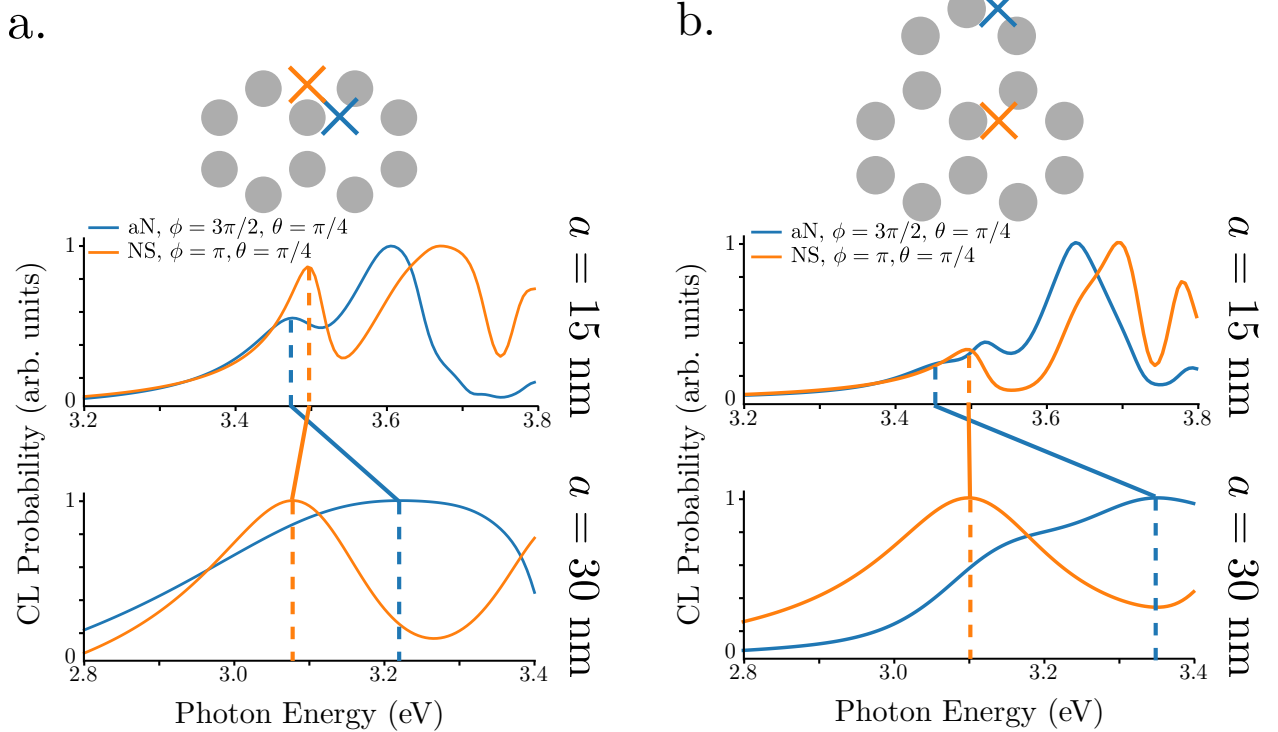 a.
aN, ϕ = 3π/2, θ = π/4
NS, ϕ = π, θ = π/4
1
0
3.2
3.4
3.6
3.8
a = 15 nm
1
0
2.8
3.0
3.2
3.4
a = 30 nm
CL Probability (arb. units)
Photon Energy (eV)
b.
aN, ϕ = 3π/2, θ = π/4
NS, ϕ = π, θ = π/4
1
0
3.2
3.4
3.6
3.8
a = 15 nm
1
0
2.8
3.0
3.2
3.4
a = 30 nm
CL Probability (arb. units)
Photon Energy (eV)